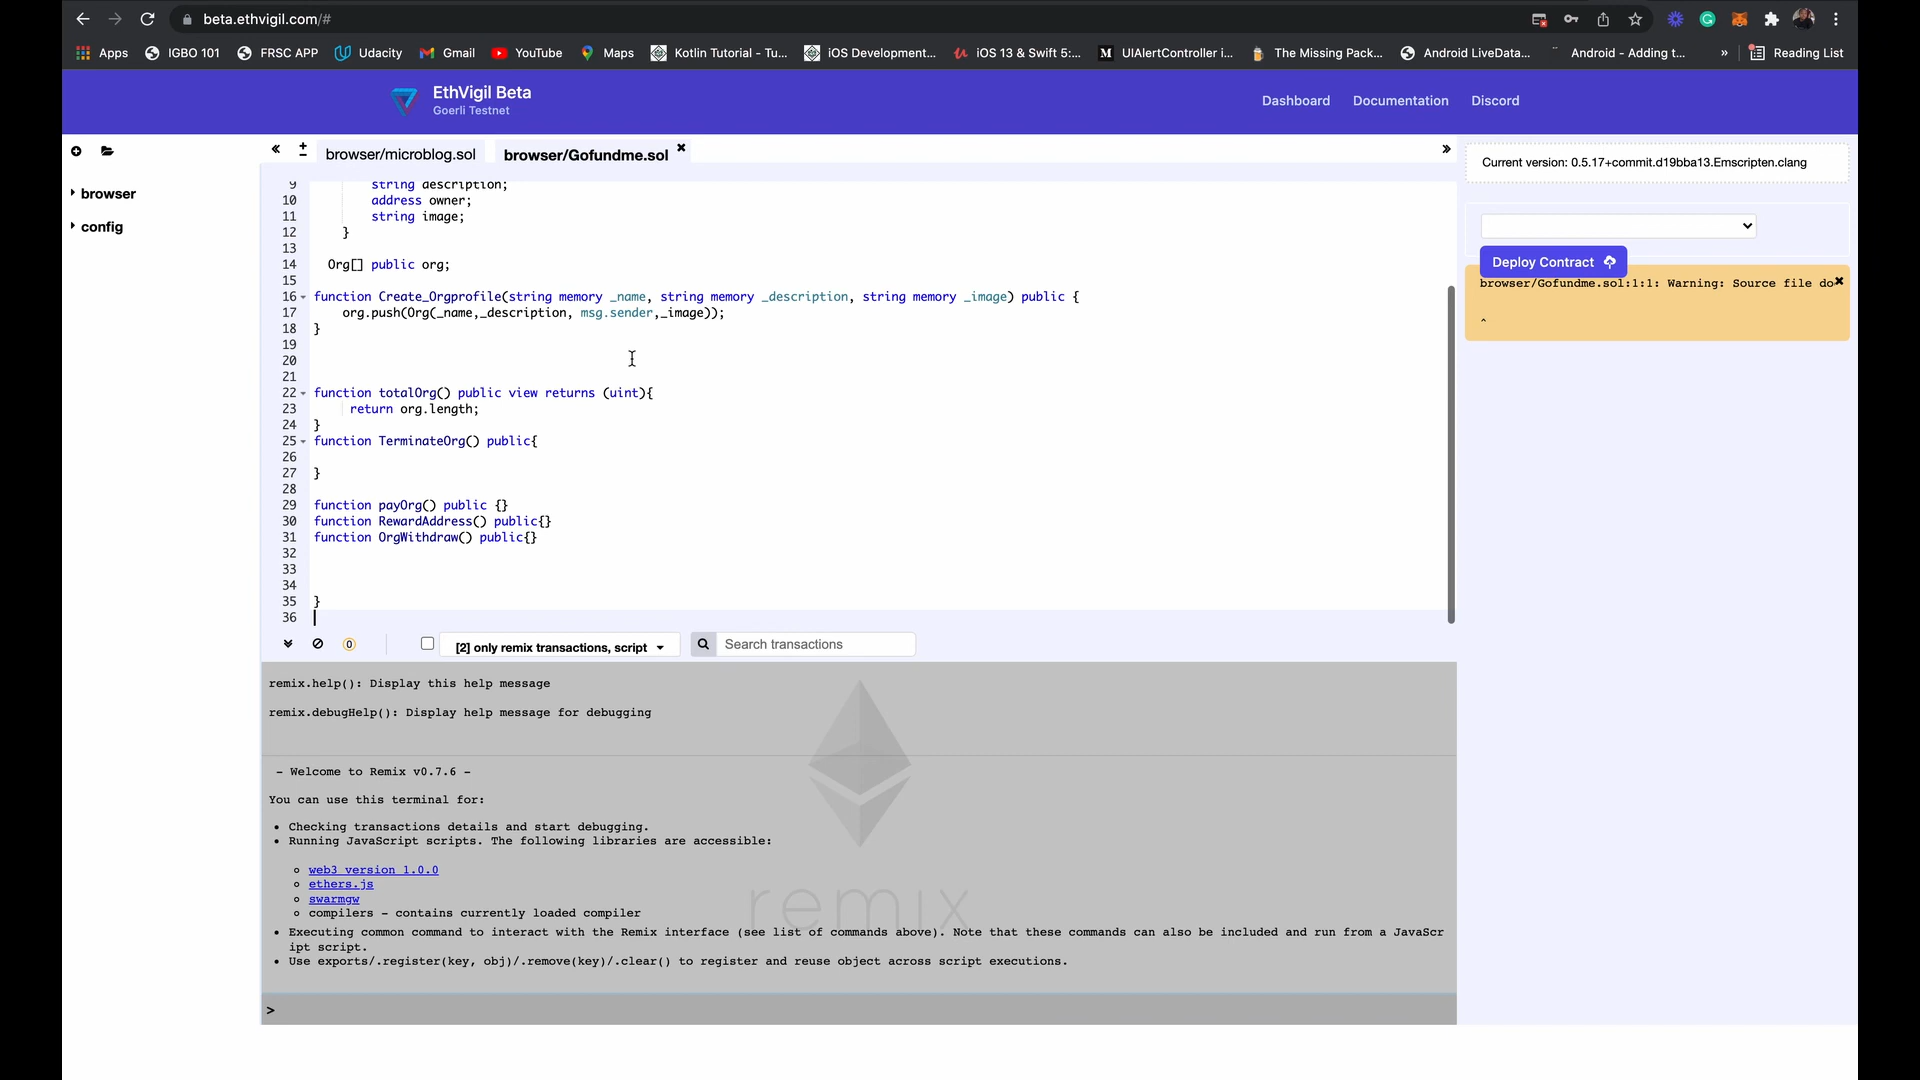 beta.ethvigil.com/#
Apps IGBO 101 FRSC APP Udacity Gmail YouTube Maps Kotlin Tutorial - Tu... iOS Development... iOS 13 & Swift 5:... UIAlertController i... The Missing Pack... Android LiveData... Android - Adding t... » Reading List
EthVigil Beta
Goerli Testnet
Dashboard Documentation Discord
browser/microblog.sol browser/Gofundme.sol
browser
config
9 string description;
10 address owner;
11 string image;
12 }
13
14 Org[] public org;
15
16 function Create_Orgprofile(string memory _name, string memory _description, string memory _image) public {
17 org.push(Org(_name,_description, msg.sender,_image));
18 }
19
20
21
22 function totalOrg() public view returns (uint){
23 return org.length;
24 }
25 function TerminateOrg() public{
26
27 }
28
29 function payOrg() public {}
30 function RewardAddress() public{}
31 function OrgWithdraw() public{}
32
33
34
35 }
36
0 [2] only remix transactions, script Search transactions
remix.help(): Display this help message
remix.debugHelp(): Display help message for debugging
- Welcome to Remix v0.7.6 -
You can use this terminal for:
• Checking transactions details and start debugging.
• Running JavaScript scripts. The following libraries are accessible:
web3 version 1.0.0
ethers.js
swarmgw
compilers - contains currently loaded compiler
• Executing common command to interact with the Remix interface (see list of commands above). Note that these commands can also be included and run from a JavaScr
ipt script.
• Use exports/.register(key, obj)/.remove(key)/.clear() to register and reuse object across script executions.
remix
>
Current version: 0.5.17+commit.d19bba13.Emscripten.clang
Deploy Contract
browser/Gofundme.sol:1:1: Warning: Source file do
^